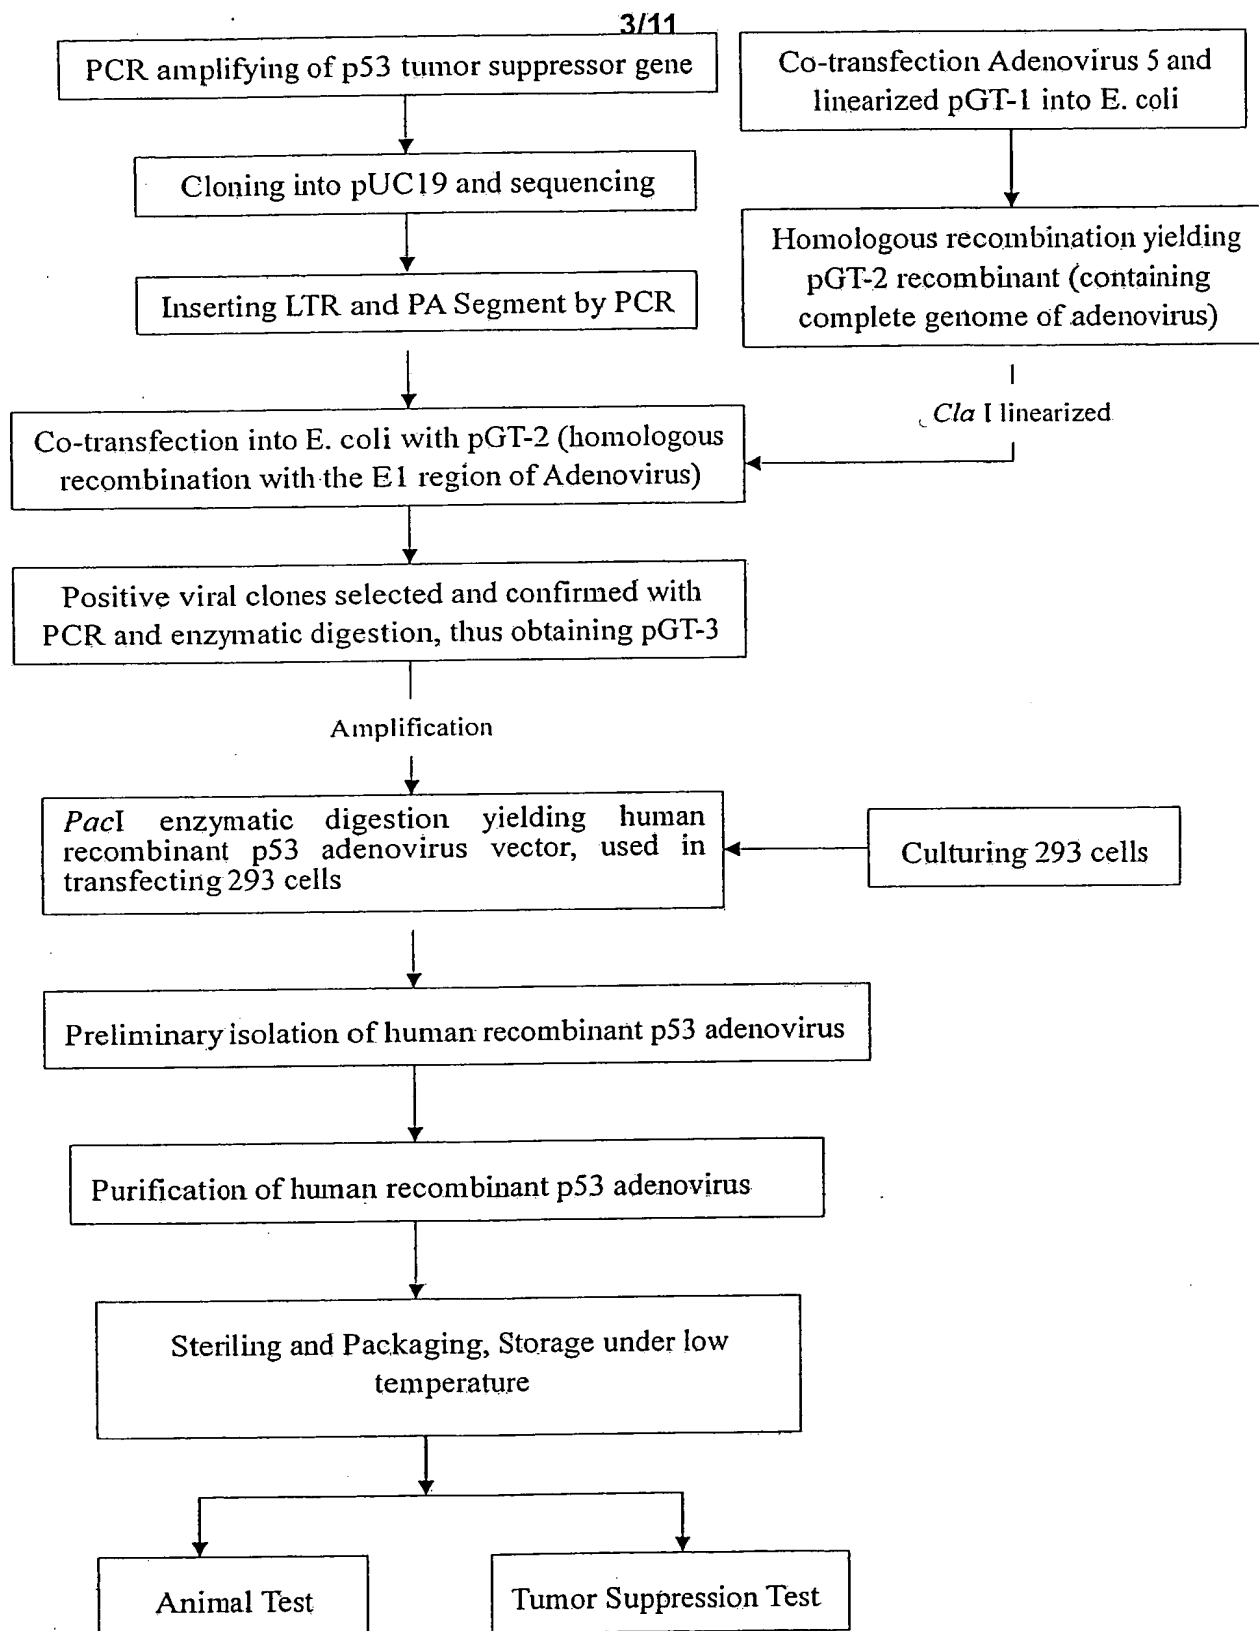 3/11
PCR amplifying of p53 tumor suppressor gene
Cloning into pUC19 and sequencing
Inserting LTR and PA Segment by PCR
Co-transfection Adenovirus 5 and
linearized pGT-1 into E. coli
Homologous recombination yielding
pGT-2 recombinant (containing
complete genome of adenovirus)
Cla I linearized
Co-transfection into E. coli with pGT-2 (homologous
recombination with the E1 region of Adenovirus)
Positive viral clones selected and confirmed with
PCR and enzymatic digestion, thus obtaining pGT-3
Amplification
PacI enzymatic digestion yielding human
recombinant p53 adenovirus vector, used in
transfecting 293 cells
Culturing 293 cells
Preliminary isolation of human recombinant p53 adenovirus
Purification of human recombinant p53 adenovirus
Steriling and Packaging, Storage under low
temperature
Animal Test
Tumor Suppression Test